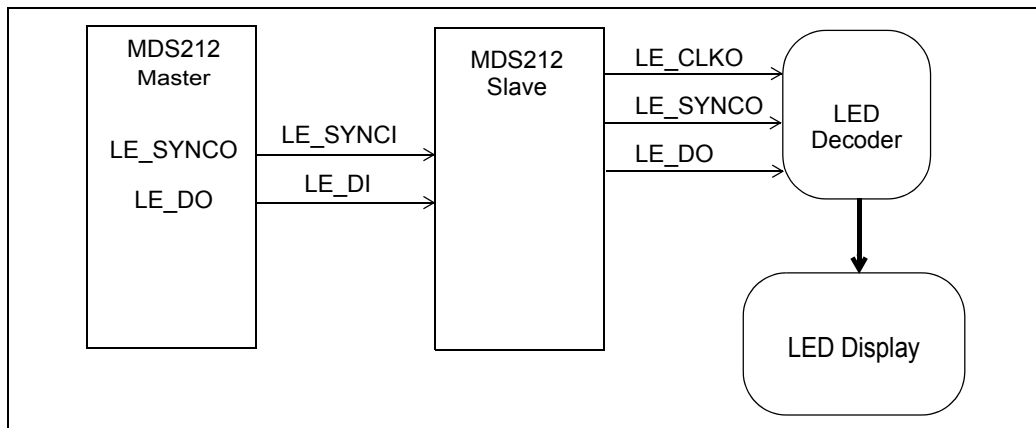 MDS212
Master
MDS212
Slave
LE_CLKO
LE_SYNCO
LE_DO
LED
Decoder
LE_SYNCO
LE_SYNCI
LE_DO
LE_DI
LED Display